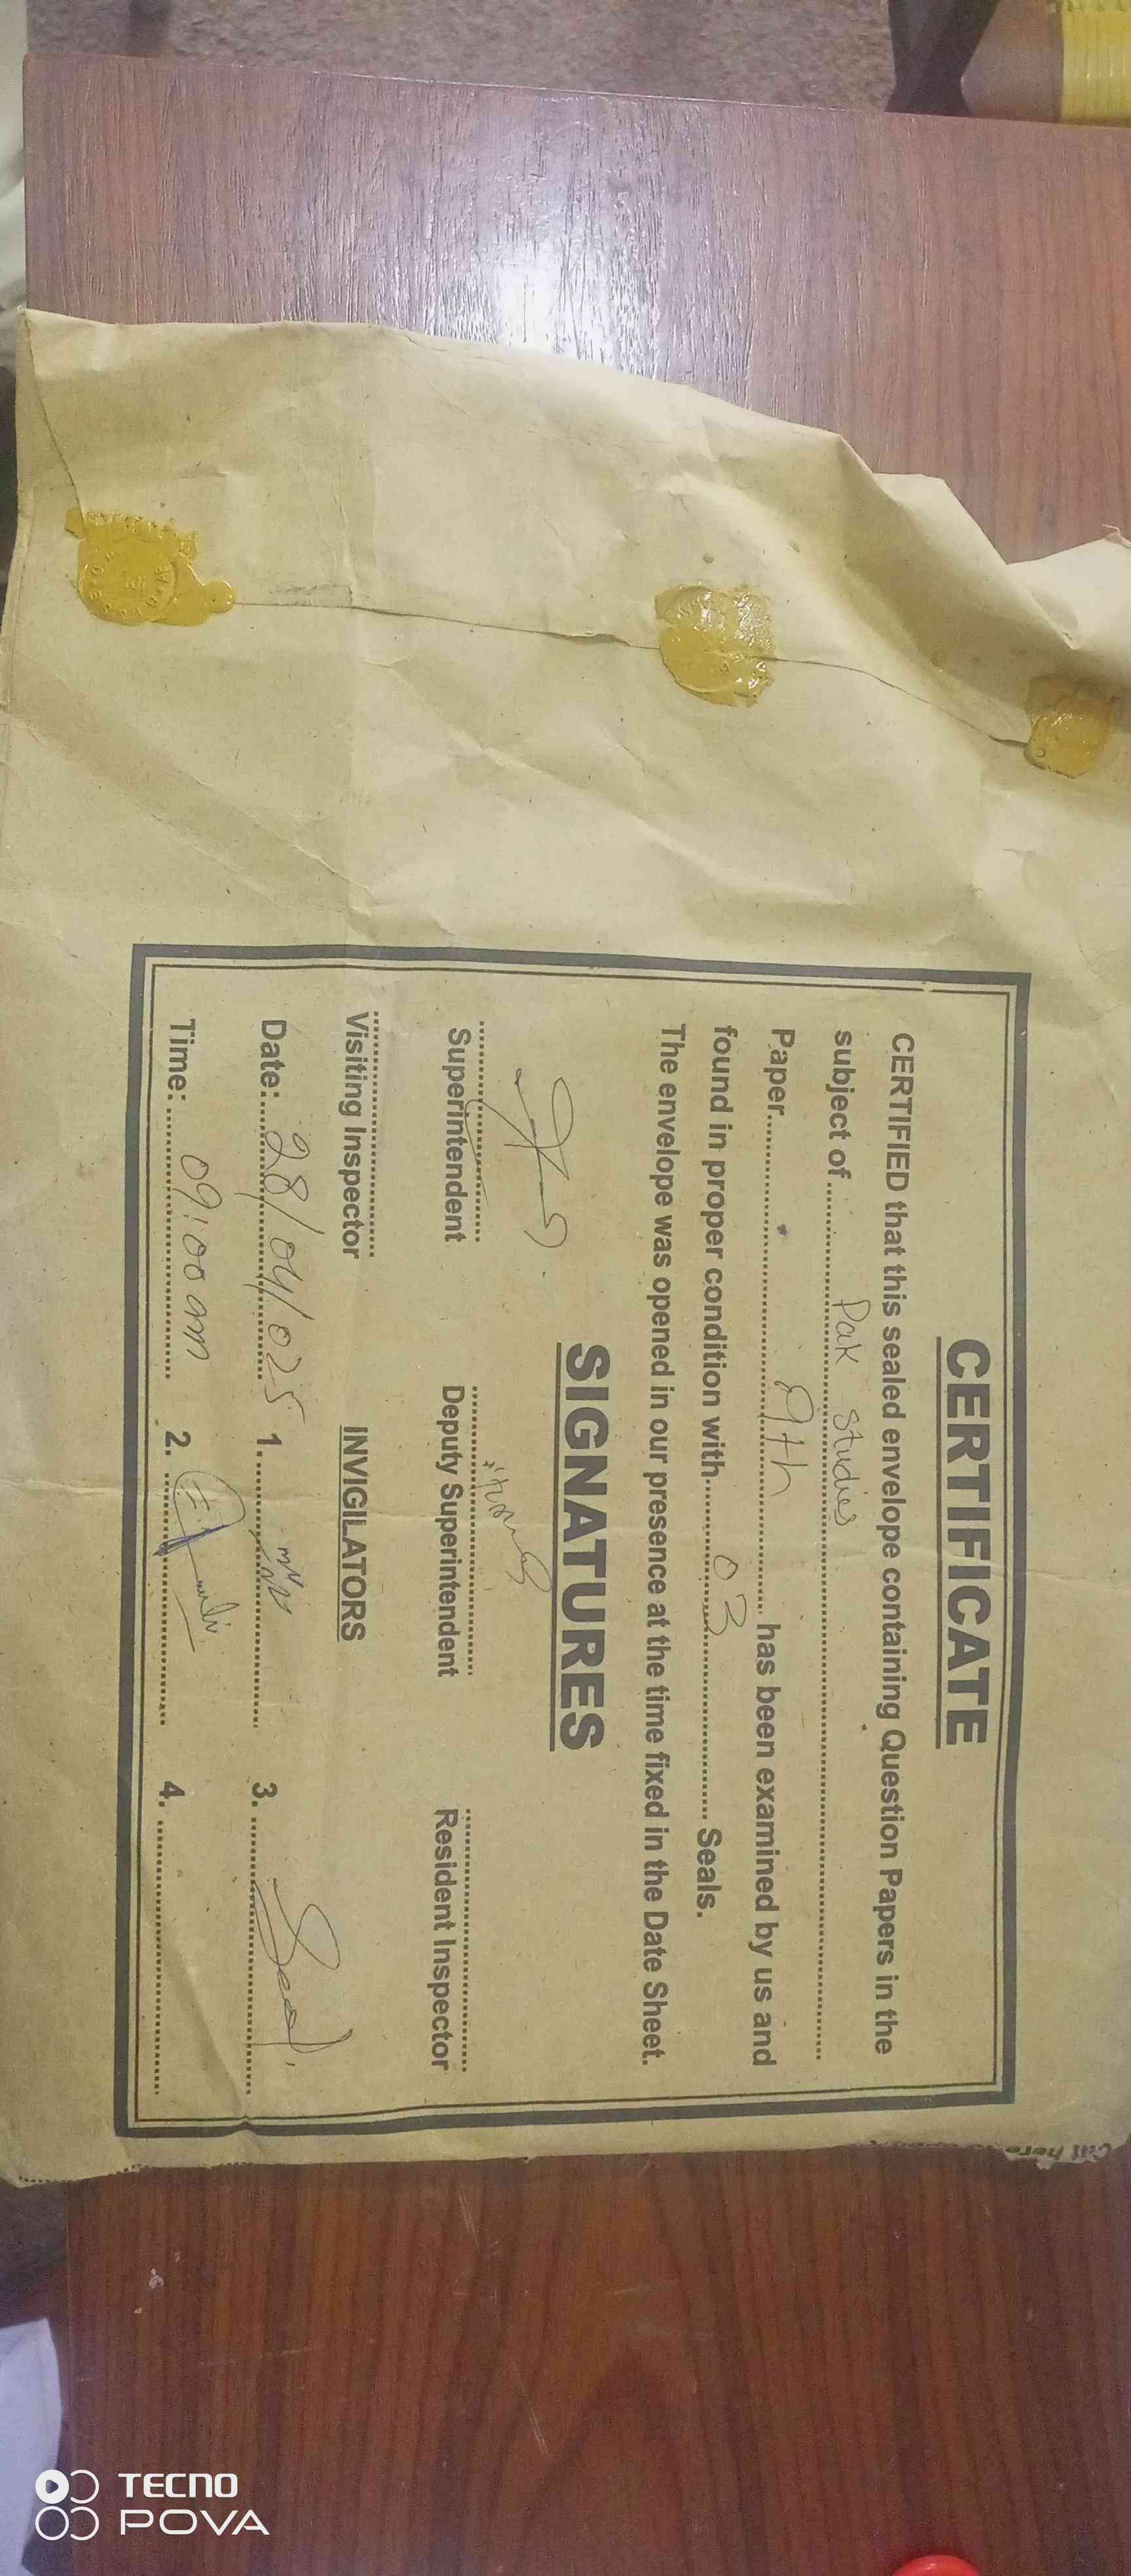 CERTIFICATE
CERTIFIED that this sealed envelope containing Question Papers in the
subject of Pak Studies
Paper 9th has been examined by us and
found in proper condition with 03 Seals.
The envelope was opened in our presence at the time fixed in the Date Sheet.
SIGNATURES
Superintendent Deputy Superintendent Resident Inspector
Visiting Inspector INVIGILATORS
Date: 28/04/025 1. 3.
Time: 09:00 am 2. 4.
TECNO
POVA